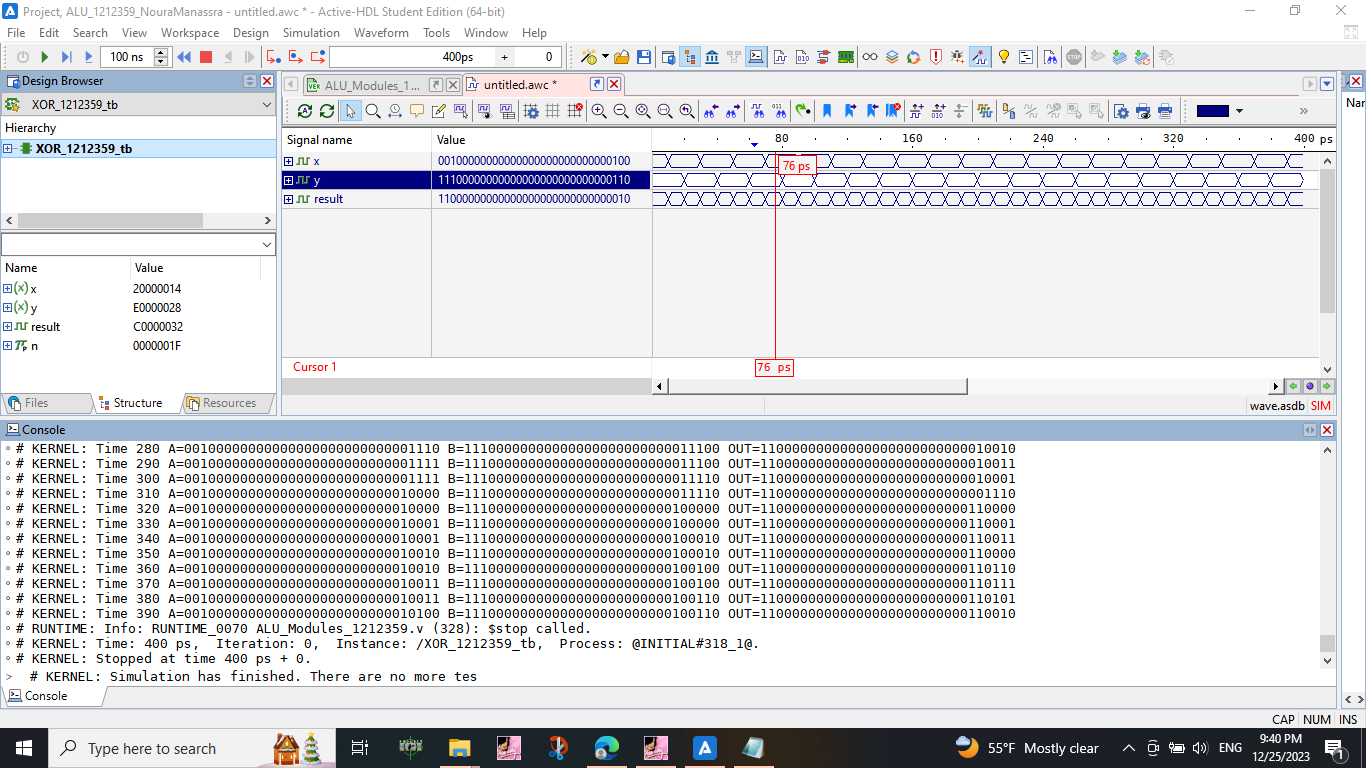 Project, ALU_1212359_NouraManassra - untitled.awc * - Active-HDL Student Edition (64-bit)
File Edit Search View Workspace Design Simulation Waveform Tools Window Help
100 ns 400ps + 0
Design Browser
XOR_1212359_tb
Hierarchy
XOR_1212359_tb
Name Value
x 20000014
y E0000028
result C0000032
n 0000001F
Files Structure Resources
ALU_Modules_1... untitled.awc *
Signal name Value 80 160 240 320 400 ps
x 00100000000000000000000000000100 76 ps
y 11100000000000000000000000000110
result 11000000000000000000000000000010
Cursor 1 76 ps
wave.asdb SIM
Nar
Console
# KERNEL: Time 280 A=00100000000000000000000000001110 B=11100000000000000000000000011100 OUT=11000000000000000000000000010010
# KERNEL: Time 290 A=00100000000000000000000000001111 B=11100000000000000000000000011100 OUT=11000000000000000000000000010011
# KERNEL: Time 300 A=00100000000000000000000000001111 B=11100000000000000000000000011110 OUT=11000000000000000000000000010001
# KERNEL: Time 310 A=00100000000000000000000000010000 B=11100000000000000000000000011110 OUT=11000000000000000000000000001110
# KERNEL: Time 320 A=00100000000000000000000000010000 B=11100000000000000000000000100000 OUT=11000000000000000000000000110000
# KERNEL: Time 330 A=00100000000000000000000000010001 B=11100000000000000000000000100000 OUT=11000000000000000000000000110001
# KERNEL: Time 340 A=00100000000000000000000000010001 B=11100000000000000000000000100010 OUT=11000000000000000000000000110011
# KERNEL: Time 350 A=00100000000000000000000000010010 B=11100000000000000000000000100010 OUT=11000000000000000000000000110000
# KERNEL: Time 360 A=00100000000000000000000000010010 B=11100000000000000000000000100100 OUT=11000000000000000000000000110110
# KERNEL: Time 370 A=00100000000000000000000000010011 B=11100000000000000000000000100100 OUT=11000000000000000000000000110111
# KERNEL: Time 380 A=00100000000000000000000000010011 B=11100000000000000000000000100110 OUT=11000000000000000000000000110101
# KERNEL: Time 390 A=00100000000000000000000000010100 B=11100000000000000000000000100110 OUT=11000000000000000000000000110010
# RUNTIME: Info: RUNTIME_0070 ALU_Modules_1212359.v (328): $stop called.
# KERNEL: Time: 400 ps, Iteration: 0, Instance: /XOR_1212359_tb, Process: @INITIAL#318_1@.
# KERNEL: Stopped at time 400 ps + 0.
> # KERNEL: Simulation has finished. There are no more tes
Console
CAP NUM INS
Type here to search 55°F Mostly clear ENG 9:40 PM
12/25/2023 1